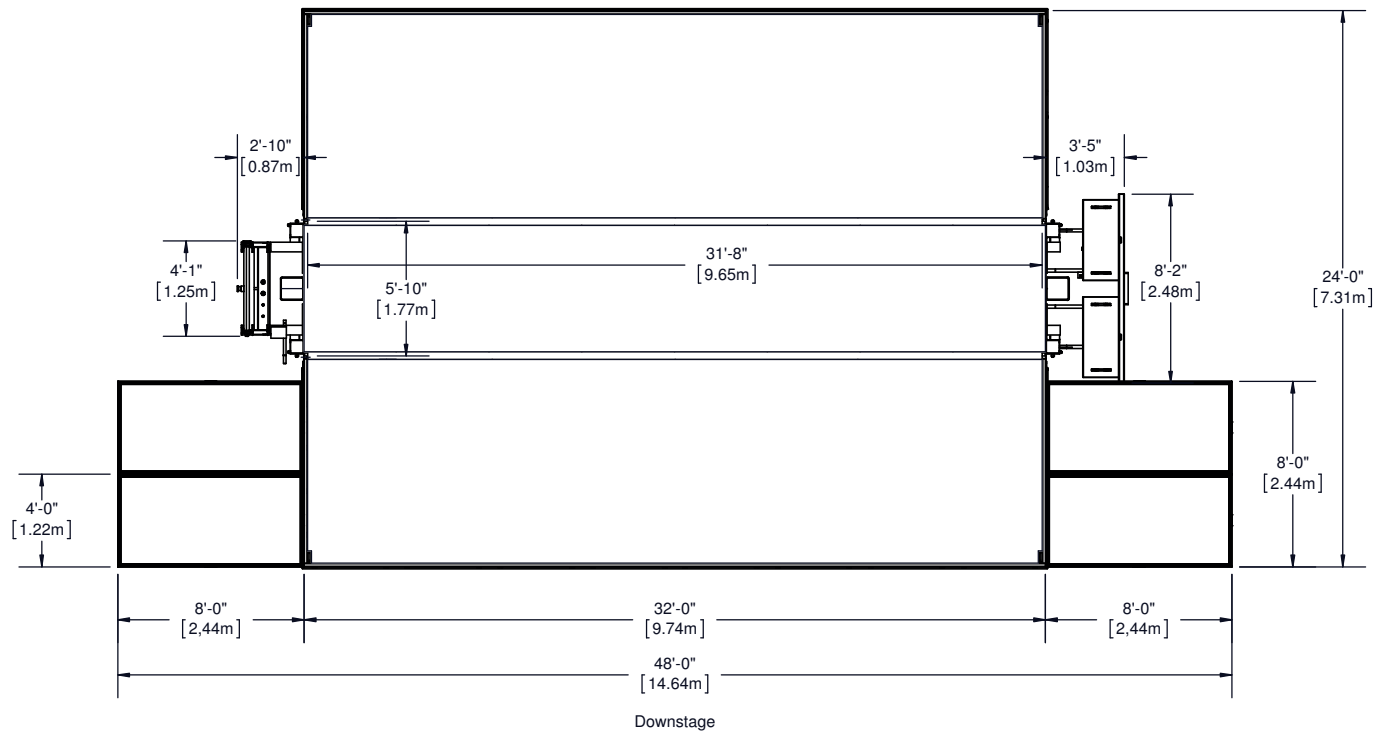 2'-10"
[0.87m]
3'-5"
[1.03m]
4'-1"
[1.25m]
5'-10"
[1.77m]
31'-8"
[9.65m]
8'-2"
[2.48m]
24'-0"
[7.31m]
4'-0"
[1.22m]
8'-0"
[2.44m]
8'-0"
[2,44m]
32'-0"
[9.74m]
8'-0"
[2,44m]
48'-0"
[14.64m]
Downstage